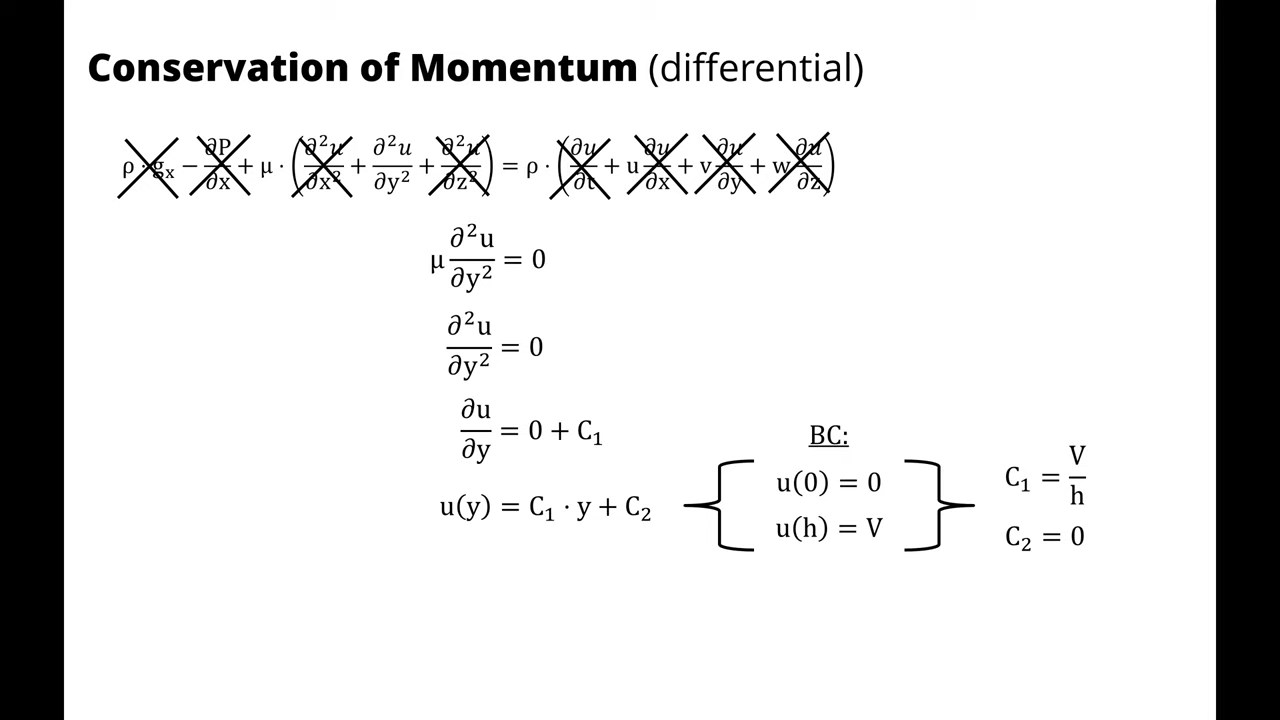 Conservation of Momentum (differential)
ρ · gₓ − ∂P/∂x + μ · (∂²u/∂x² + ∂²u/∂y² + ∂²u/∂z²) = ρ · (∂u/∂t + u ∂u/∂x + v ∂u/∂y + w ∂u/∂z)
μ ∂²u/∂y² = 0
∂²u/∂y² = 0
∂u/∂y = 0 + C₁
u(y) = C₁ · y + C₂
BC:
u(0) = 0
u(h) = V
C₁ = V/h
C₂ = 0